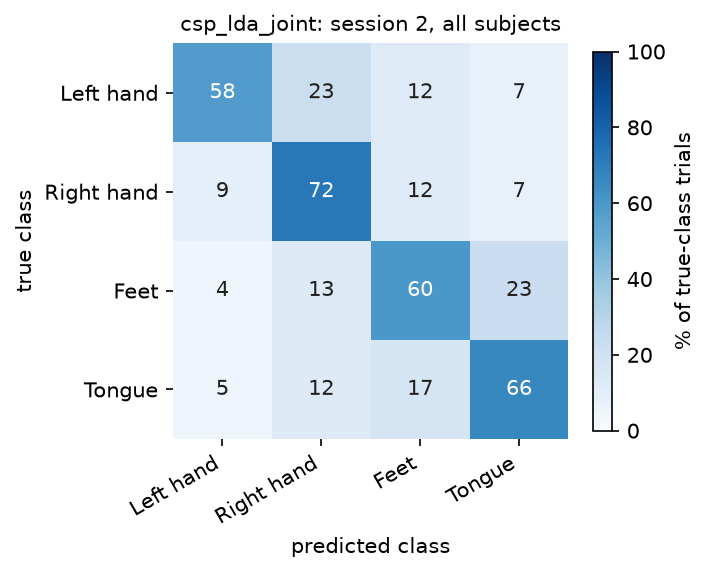 csp_lda_joint: session 2, all subjects
Left hand 58 23 12 7
Right hand 9 72 12 7
Feet 4 13 60 23
Tongue 5 12 17 66
true class
Left hand Right hand Feet Tongue
predicted class
100
80
60
40
20
0
% of true-class trials